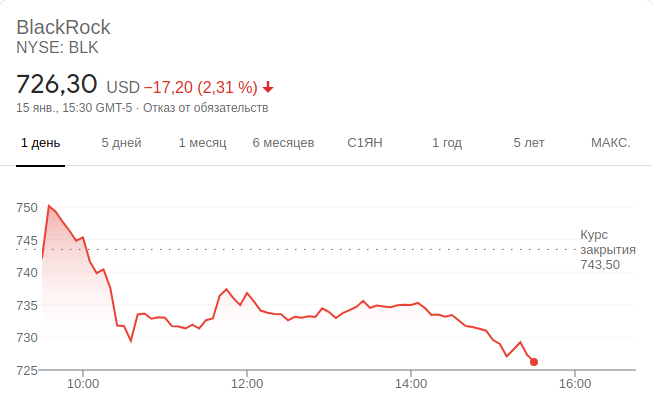 BlackRock
NYSE: BLK
726,30 USD −17,20 (2,31 %)
15 янв., 15:30 GMT-5 · Отказ от обязательств
1 день 5 дней 1 месяц 6 месяцев С1ЯН 1 год 5 лет МАКС.
750
745
740
735
730
725
Курс
закрытия
743,50
10:00 12:00 14:00 16:00